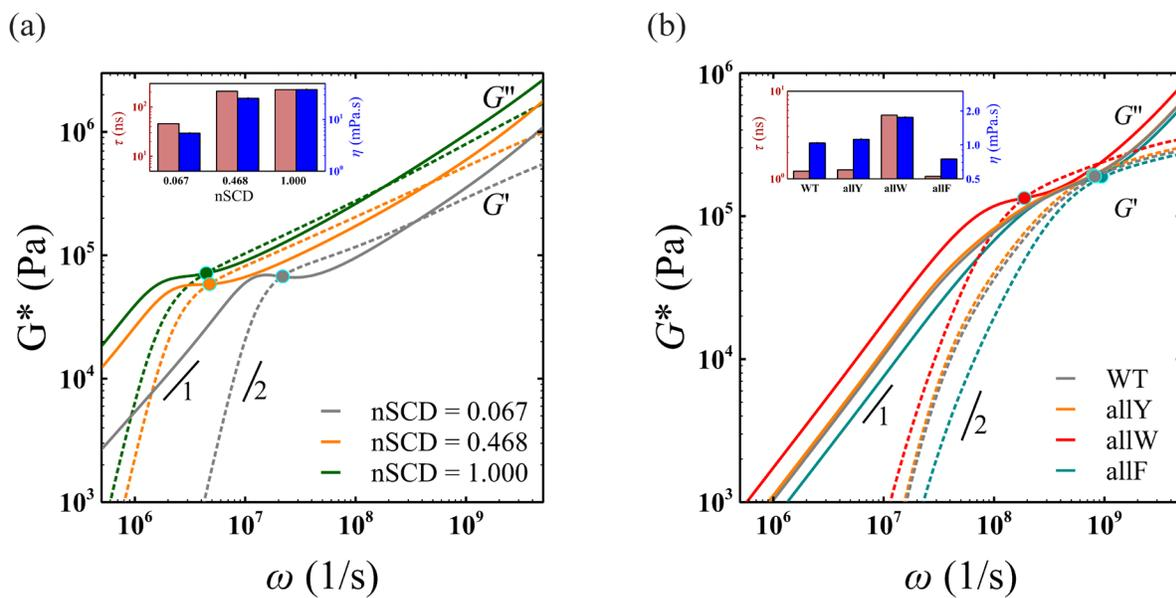 (a)
(b)
G* (Pa)
10⁶
10⁵
10⁴
10³
10⁶ 10⁷ 10⁸ 10⁹
ω (1/s)
G''
G'
1
2
nSCD = 0.067
nSCD = 0.468
nSCD = 1.000
τ (ns)
10²
10¹
0.067 0.468 1.000
nSCD
10¹
10⁰
η (mPa.s)
G* (Pa)
10⁶
10⁵
10⁴
10³
10⁶ 10⁷ 10⁸ 10⁹
ω (1/s)
G''
G'
1
2
WT
allY
allW
allF
τ (ns)
10¹
10⁰
WT allY allW allF
2.0
1.0
0.5
η (mPa.s)